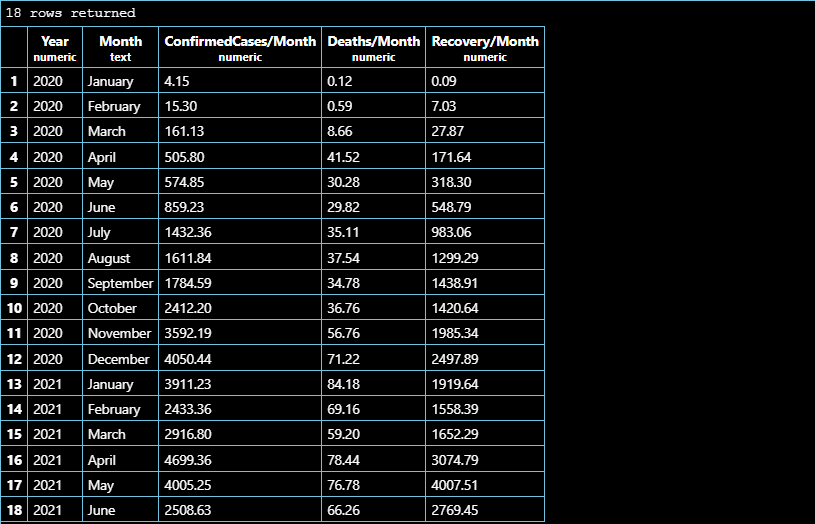 18 rows returned
Year Month ConfirmedCases/Month Deaths/Month Recovery/Month
numeric text numeric numeric numeric
1 2020 January 4.15 0.12 0.09
2 2020 February 15.30 0.59 7.03
3 2020 March 161.13 8.66 27.87
4 2020 April 505.80 41.52 171.64
5 2020 May 574.85 30.28 318.30
6 2020 June 859.23 29.82 548.79
7 2020 July 1432.36 35.11 983.06
8 2020 August 1611.84 37.54 1299.29
9 2020 September 1784.59 34.78 1438.91
10 2020 October 2412.20 36.76 1420.64
11 2020 November 3592.19 56.76 1985.34
12 2020 December 4050.44 71.22 2497.89
13 2021 January 3911.23 84.18 1919.64
14 2021 February 2433.36 69.16 1558.39
15 2021 March 2916.80 59.20 1652.29
16 2021 April 4699.36 78.44 3074.79
17 2021 May 4005.25 76.78 4007.51
18 2021 June 2508.63 66.26 2769.45